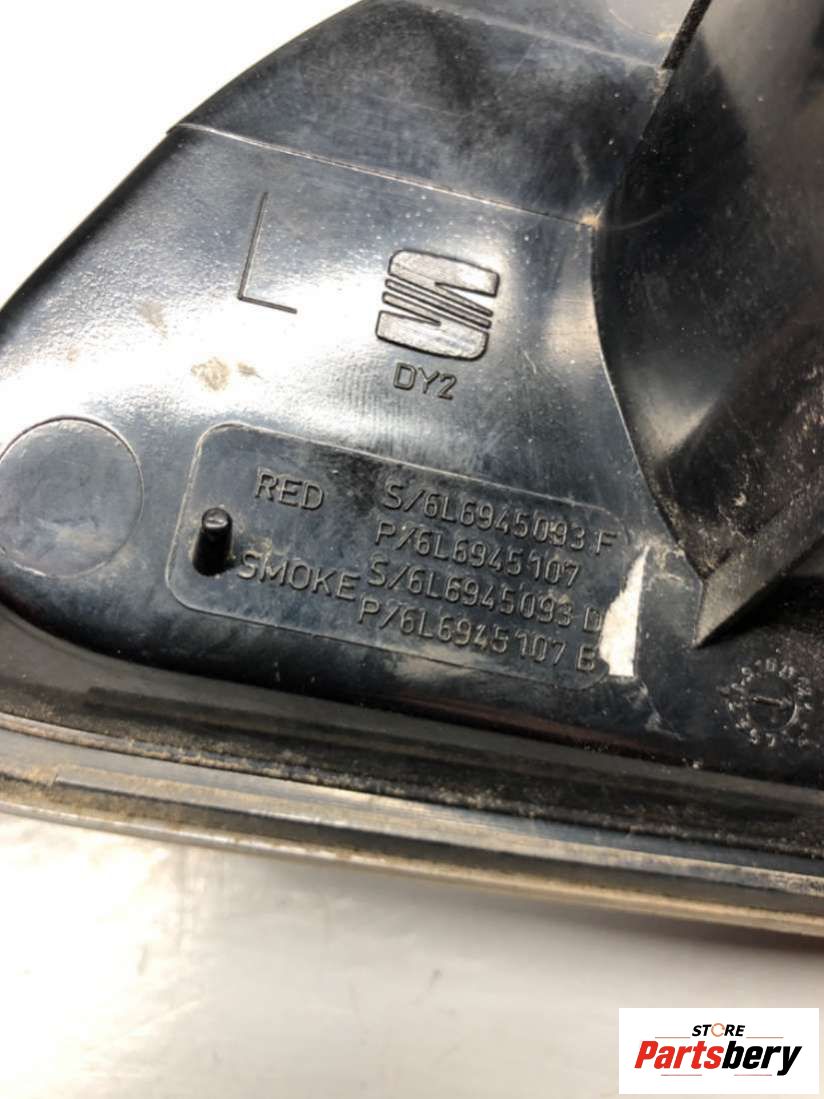 L
DY2
RED S/6L6945093 F
P/6L6945107
SMOKE S/6L6945093 D
P/6L6945107 B
STORE
Partsbery